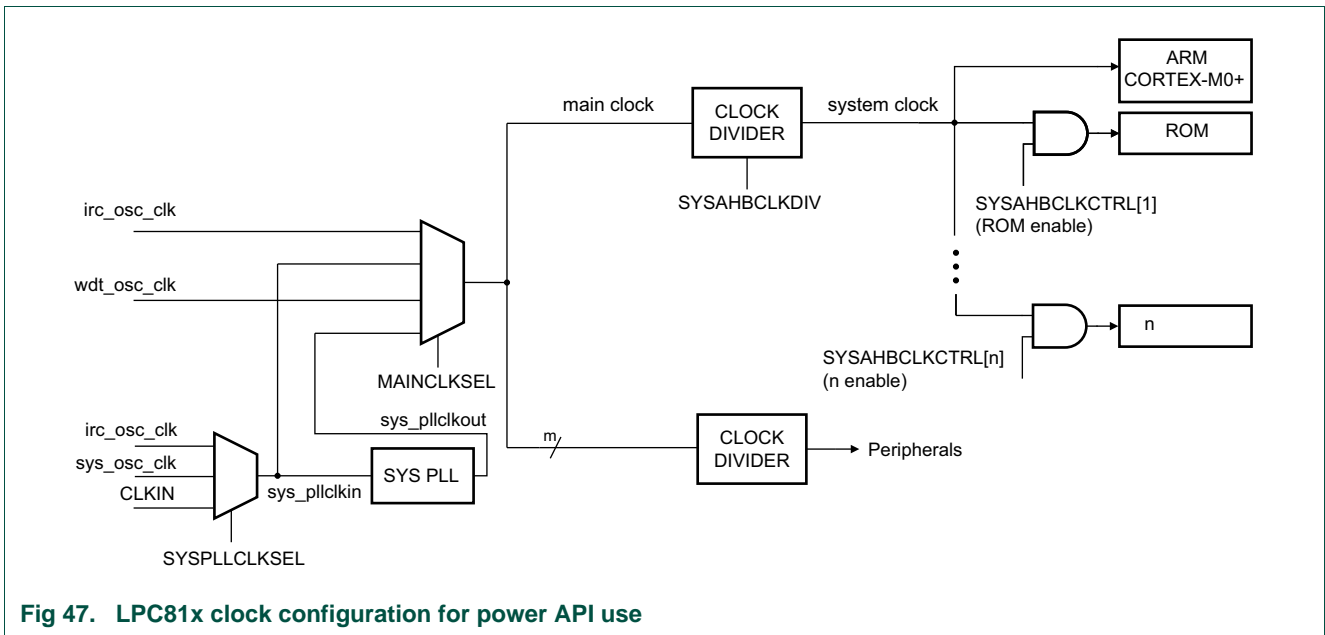 ARM
CORTEX-M0+
main clock
CLOCK
DIVIDER
system clock
ROM
SYSAHBCLKDIV
SYSAHBCLKCTRL[1]
(ROM enable)
irc_osc_clk
wdt_osc_clk
n
SYSAHBCLKCTRL[n]
(n enable)
MAINCLKSEL
sys_pllclkout
irc_osc_clk
sys_osc_clk
CLKIN
SYS PLL
sys_pllclkin
m
CLOCK
DIVIDER
Peripherals
SYSPLLCLKSEL
Fig 47. LPC81x clock configuration for power API use